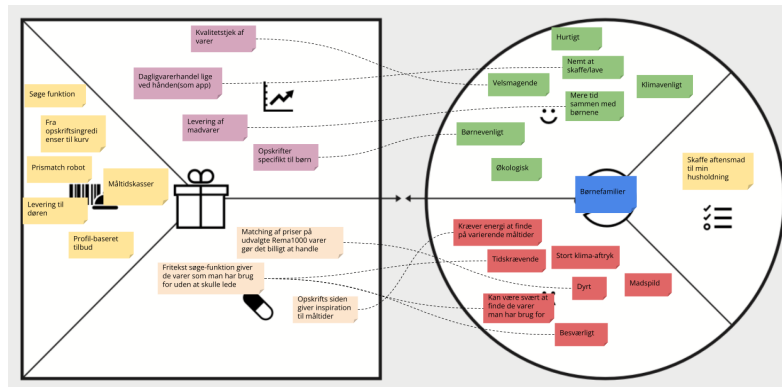 Kvalitetstjek af
varer
Dagligvarehandel lige
ved hånden(som app)
Levering af
madvarer
Opskrifter
specifikt til børn
Søge funktion
Fra
opskriftsingredi
enser til kurv
Prismatch robot
Måltidskasser
Levering til
døren
Profil-baseret
tilbud
Matching af priser på
udvalgte Rema1000 varer
gør det billigt at handle
Fritekst søge-funktion giver
de varer som man har brug
for uden at skulle lede
Opskrifts siden
giver inspiration
til måltider
Hurtigt
Nemt at
skaffe/lave
Velsmagende
Klimavenligt
Mere tid
sammen med
børnene
Børnevenligt
Økologisk
Børnefamilier
Skaffe aftensmad
til min
husholdning
Kræver energi at finde
på varierende måltider
Tidskrævende
Stort klima-aftryk
Dyrt
Madspild
Kan være svært at
finde de varer
man har brug for
Besværligt